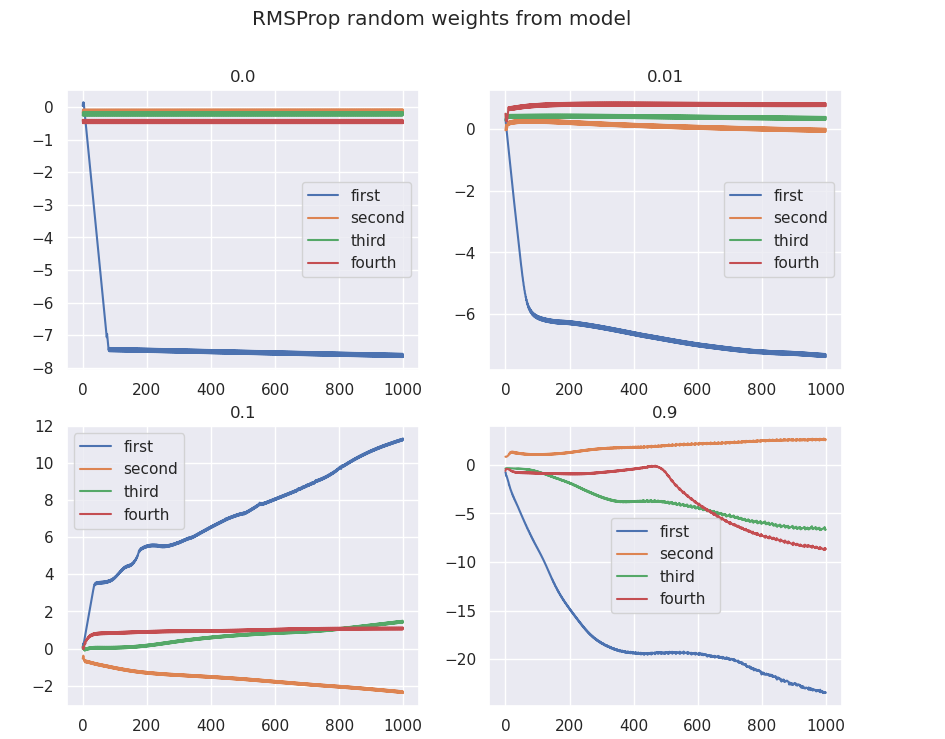 RMSProp random weights from model
0.0
0
−1
−2
−3
−4
−5
−6
−7
−8
0 200 400 600 800 1000
first
second
third
fourth
0.01
0
−2
−4
−6
0 200 400 600 800 1000
first
second
third
fourth
0.1
12
10
8
6
4
2
0
−2
0 200 400 600 800 1000
first
second
third
fourth
0.9
0
−5
−10
−15
−20
0 200 400 600 800 1000
first
second
third
fourth